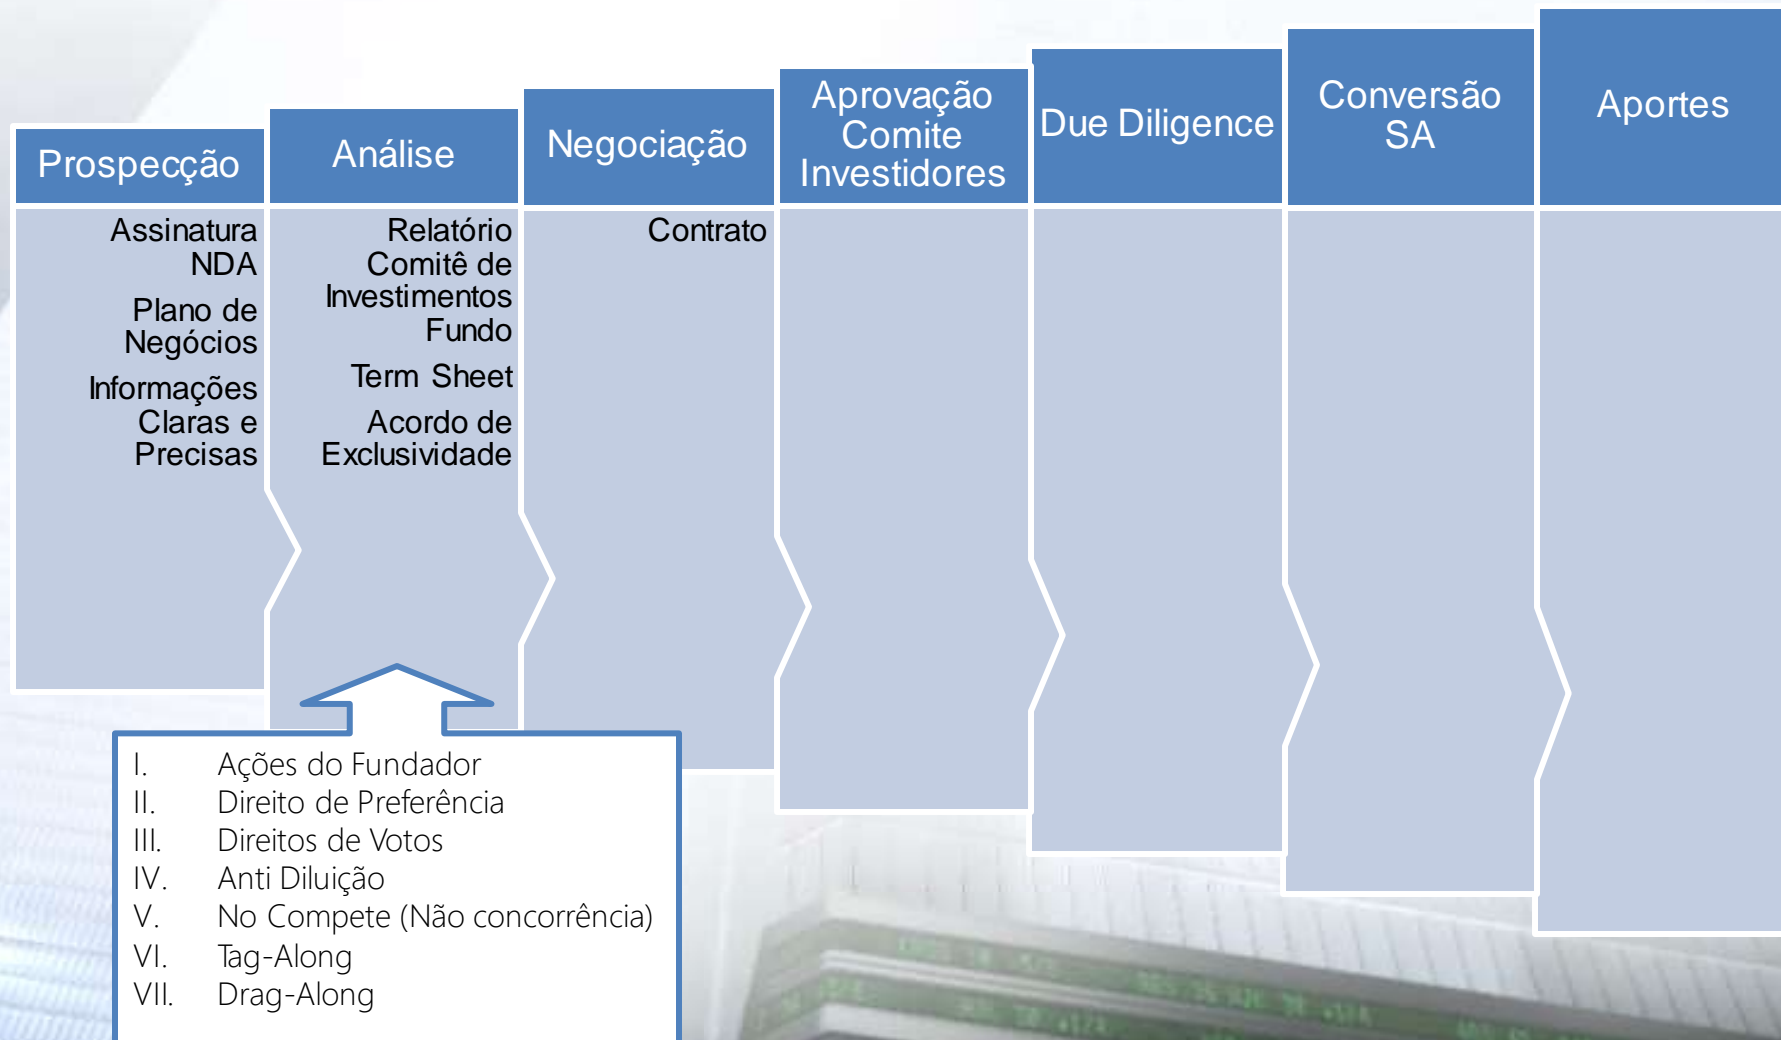 Prospecção
Assinatura
NDA
Plano de
Negócios
Informações
Claras e
Precisas
Análise
Relatório
Comitê de
Investimentos
Fundo
Term Sheet
Acordo de
Exclusividade
Negociação
Contrato
Aprovação
Comite
Investidores
Due Diligence
Conversão
SA
Aportes
I. Ações do Fundador
II. Direito de Preferência
III. Direitos de Votos
IV. Anti Diluição
V. No Compete (Não concorrência)
VI. Tag-Along
VII. Drag-Along